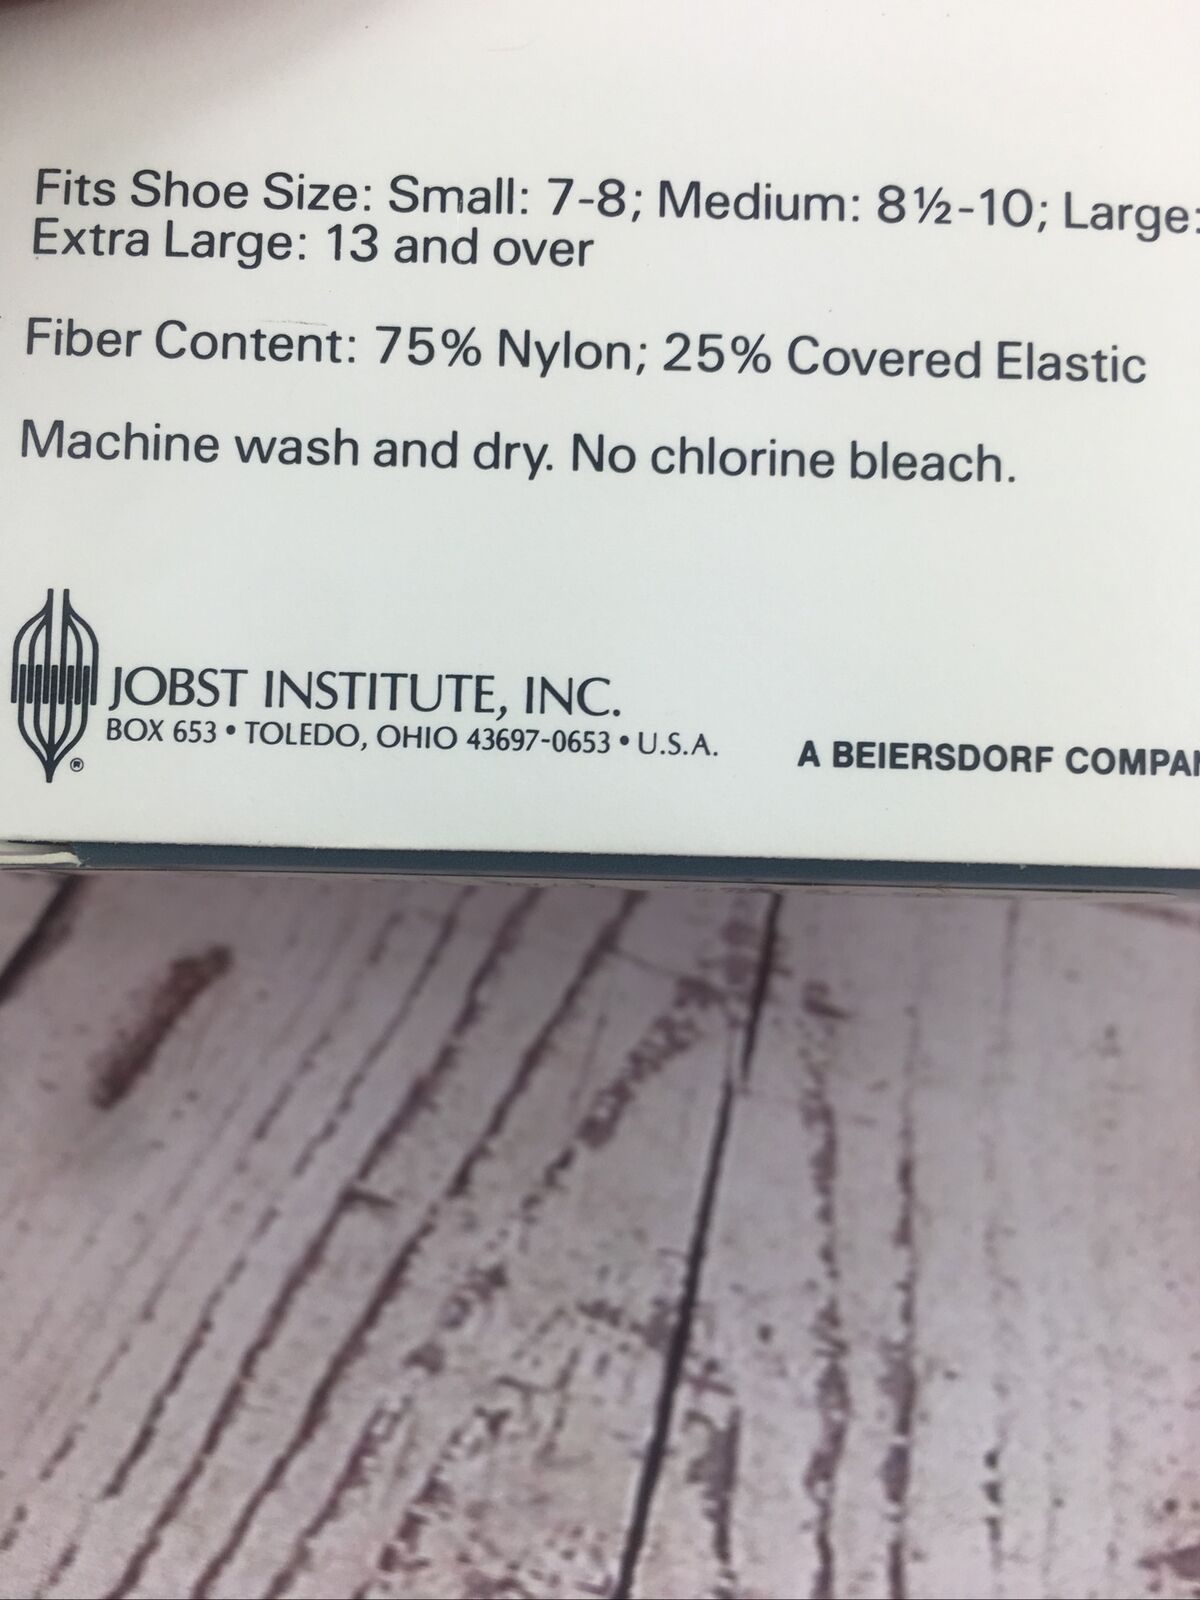 Fits Shoe Size: Small: 7-8; Medium: 8½-10; Large:
Extra Large: 13 and over
Fiber Content: 75% Nylon; 25% Covered Elastic
Machine wash and dry. No chlorine bleach.
JOBST INSTITUTE, INC.
BOX 653 • TOLEDO, OHIO 43697-0653 • U.S.A.
®
A BEIERSDORF COMPAN